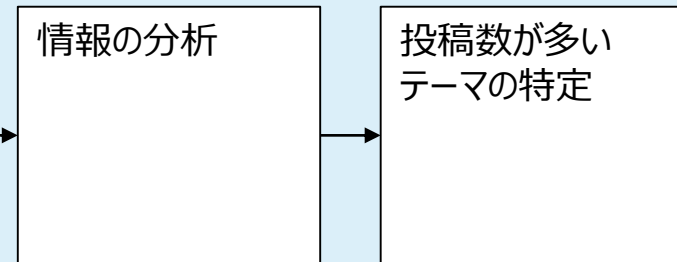 情報の分析
投稿数が多い
テーマの特定